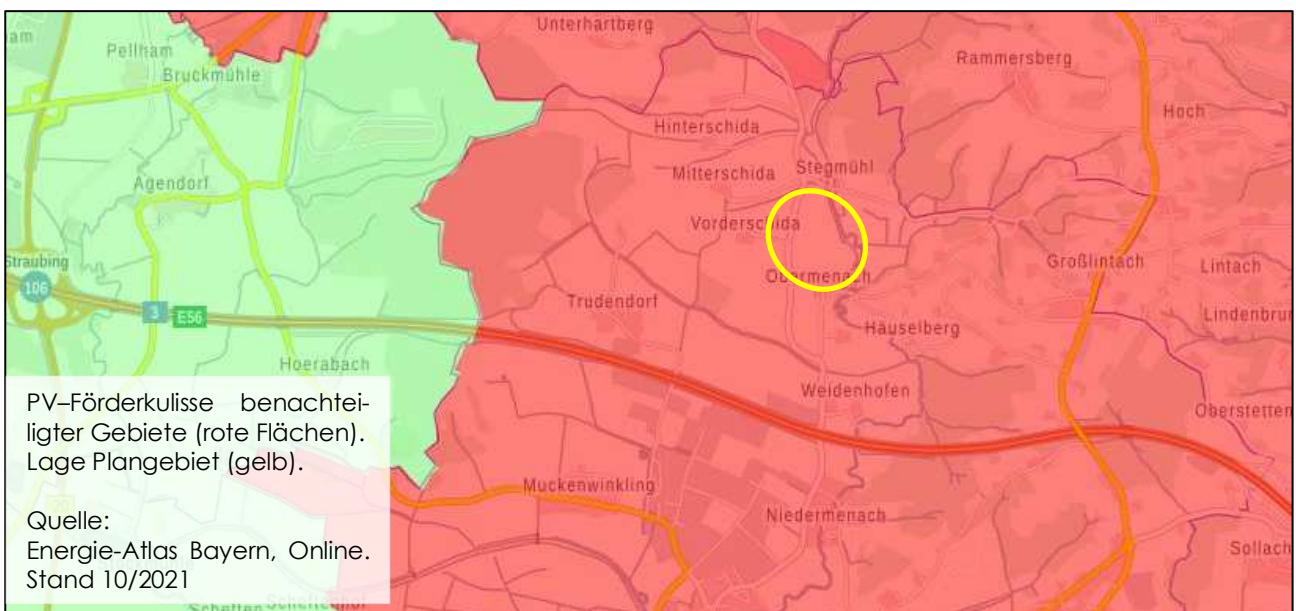 Unterhartberg
Pellham
Rammersberg
Bruckmühle
Hoch
Hinterschida
Mitterschida
Stegmühl
Agendorf
Vorderschida
Straubing
Großlintach
Lintach
106
Obermenach
Trudendorf
3
E56
Lindenbru
Häuselberg
Hoerabach
Weidenhofen
Oberstetten
Muckenwinkling
Niedermenach
Sollach
PV–Förderkulisse benachtei-
ligter Gebiete (rote Flächen).
Lage Plangebiet (gelb).
Quelle:
Energie-Atlas Bayern, Online.
Stand 10/2021